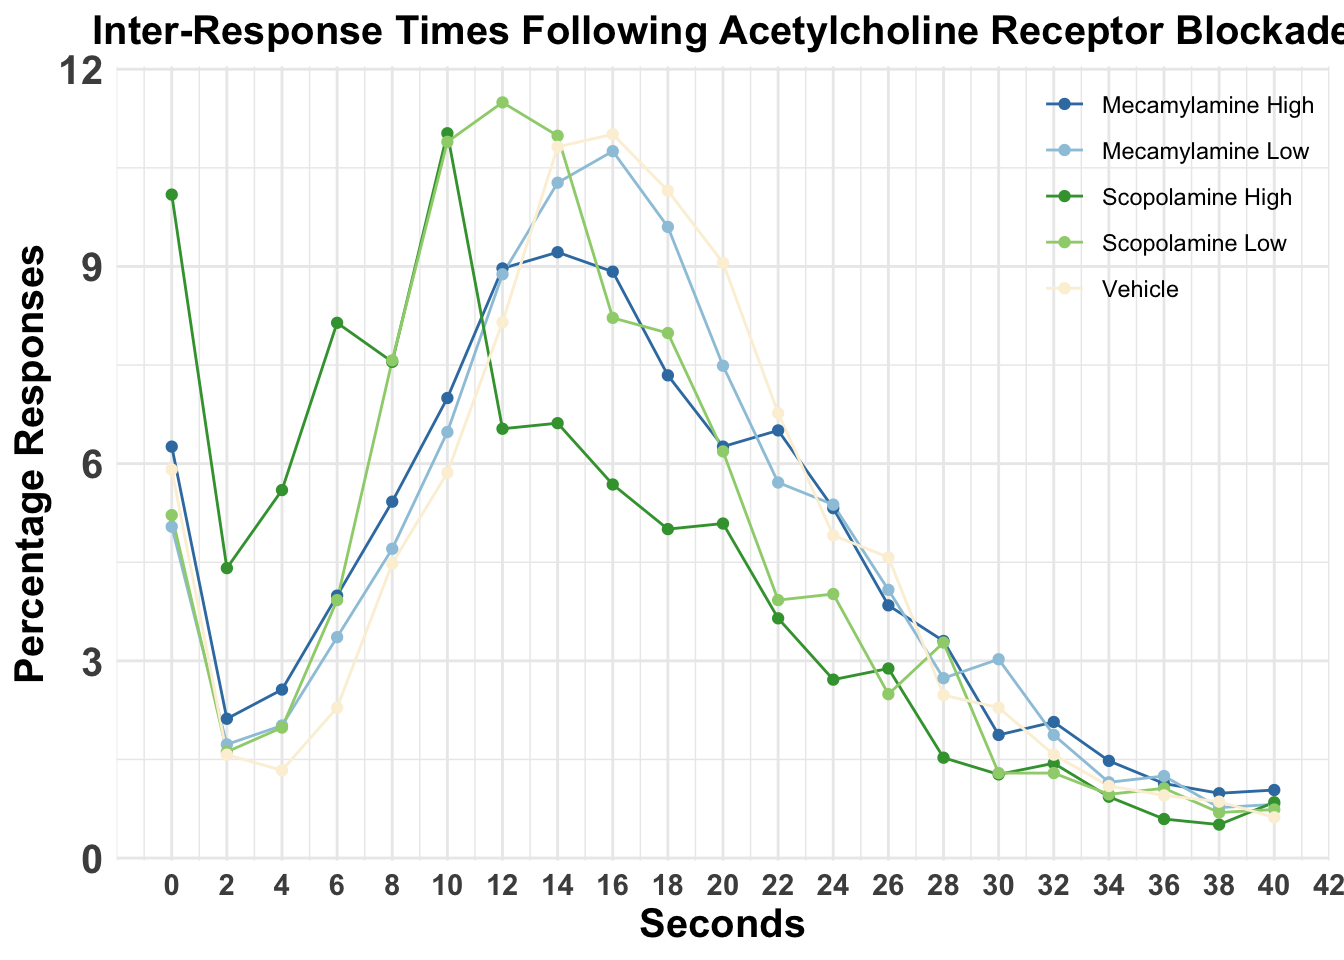 Inter-Response Times Following Acetylcholine Receptor Blockade
12
9
6
3
0
Percentage Responses
Mecamylamine High
Mecamylamine Low
Scopolamine High
Scopolamine Low
Vehicle
0 2 4 6 8 10 12 14 16 18 20 22 24 26 28 30 32 34 36 38 40 42
Seconds